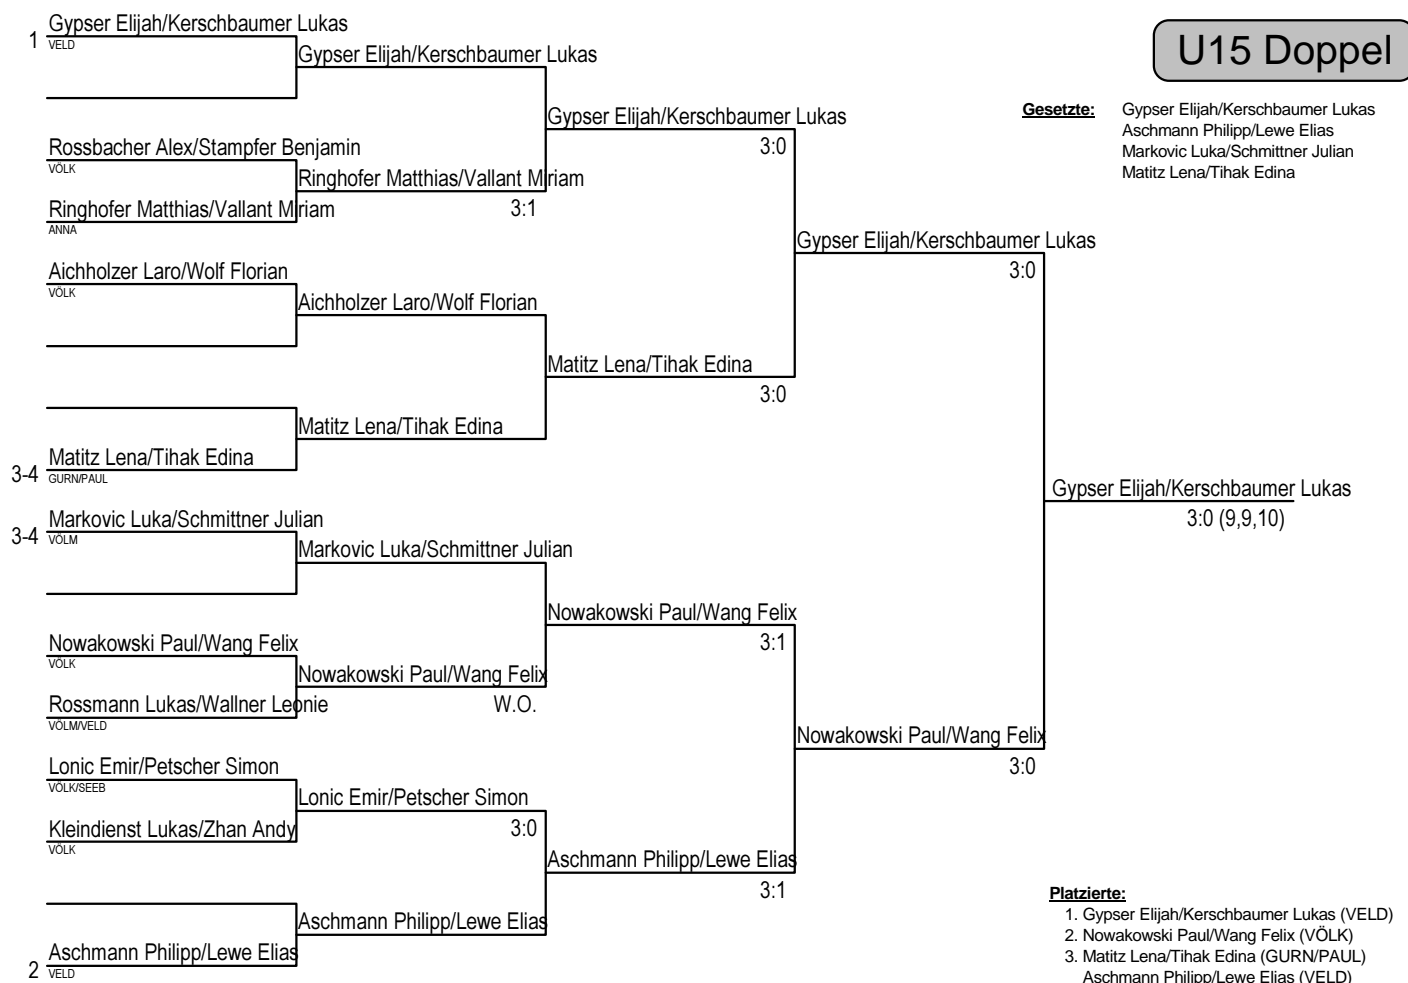 U15 Doppel
Gesetzte:
Gypser Elijah/Kerschbaumer Lukas
Aschmann Philipp/Lewe Elias
Markovic Luka/Schmittner Julian
Matitz Lena/Tihak Edina
1
Gypser Elijah/Kerschbaumer Lukas
VELD
Rossbacher Alex/Stampfer Benjamin
VÖLK
Ringhofer Matthias/Vallant Miriam
ANNA
Aichholzer Laro/Wolf Florian
VÖLK
3-4
Matitz Lena/Tihak Edina
GURN/PAUL
3-4
Markovic Luka/Schmittner Julian
VÖLM
Nowakowski Paul/Wang Felix
VÖLK
Rossmann Lukas/Wallner Leonie
VÖLM/VELD
Lonic Emir/Petscher Simon
VÖLK/SEEB
Kleindienst Lukas/Zhan Andy
VÖLK
2
Aschmann Philipp/Lewe Elias
VELD
Gypser Elijah/Kerschbaumer Lukas
Ringhofer Matthias/Vallant Miriam
3:1
Aichholzer Laro/Wolf Florian
Matitz Lena/Tihak Edina
Markovic Luka/Schmittner Julian
Nowakowski Paul/Wang Felix
W.O.
Lonic Emir/Petscher Simon
3:0
Aschmann Philipp/Lewe Elias
Gypser Elijah/Kerschbaumer Lukas
3:0
Matitz Lena/Tihak Edina
3:0
Nowakowski Paul/Wang Felix
3:1
Aschmann Philipp/Lewe Elias
3:1
Gypser Elijah/Kerschbaumer Lukas
3:0
Nowakowski Paul/Wang Felix
3:0
Gypser Elijah/Kerschbaumer Lukas
3:0 (9,9,10)
Platzierte:
1. Gypser Elijah/Kerschbaumer Lukas (VELD)
2. Nowakowski Paul/Wang Felix (VÖLK)
3. Matitz Lena/Tihak Edina (GURN/PAUL)
Aschmann Philipp/Lewe Elias (VELD)